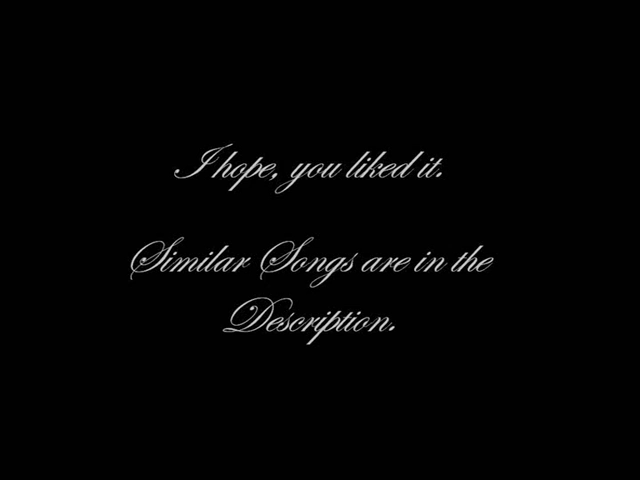 I hope, you liked it.
Similar Songs are in the
Description.